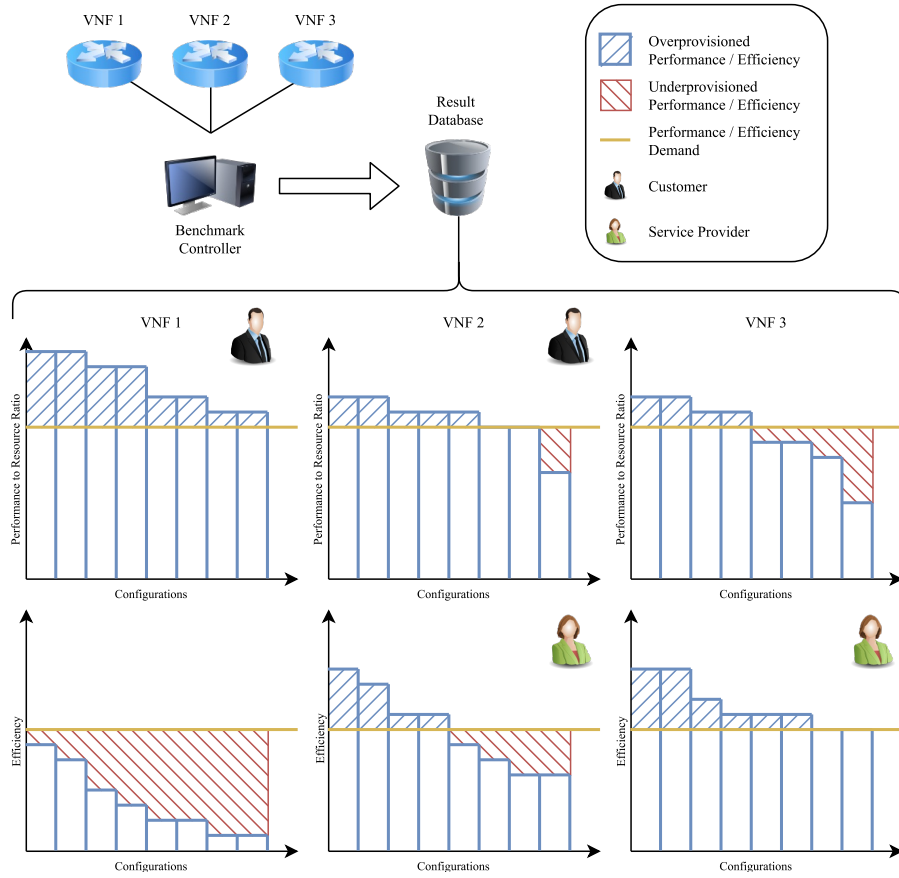 VNF 1
VNF 2
VNF 3
Result
Database
Benchmark
Controller
Overprovisioned
Performance / Efficiency
Underprovisioned
Performance / Efficiency
Performance / Efficiency
Demand
Customer
Service Provider
VNF 1
VNF 2
VNF 3
Performance to Resource Ratio
Performance to Resource Ratio
Performance to Resource Ratio
Configurations
Configurations
Configurations
Efficiency
Efficiency
Efficiency
Configurations
Configurations
Configurations